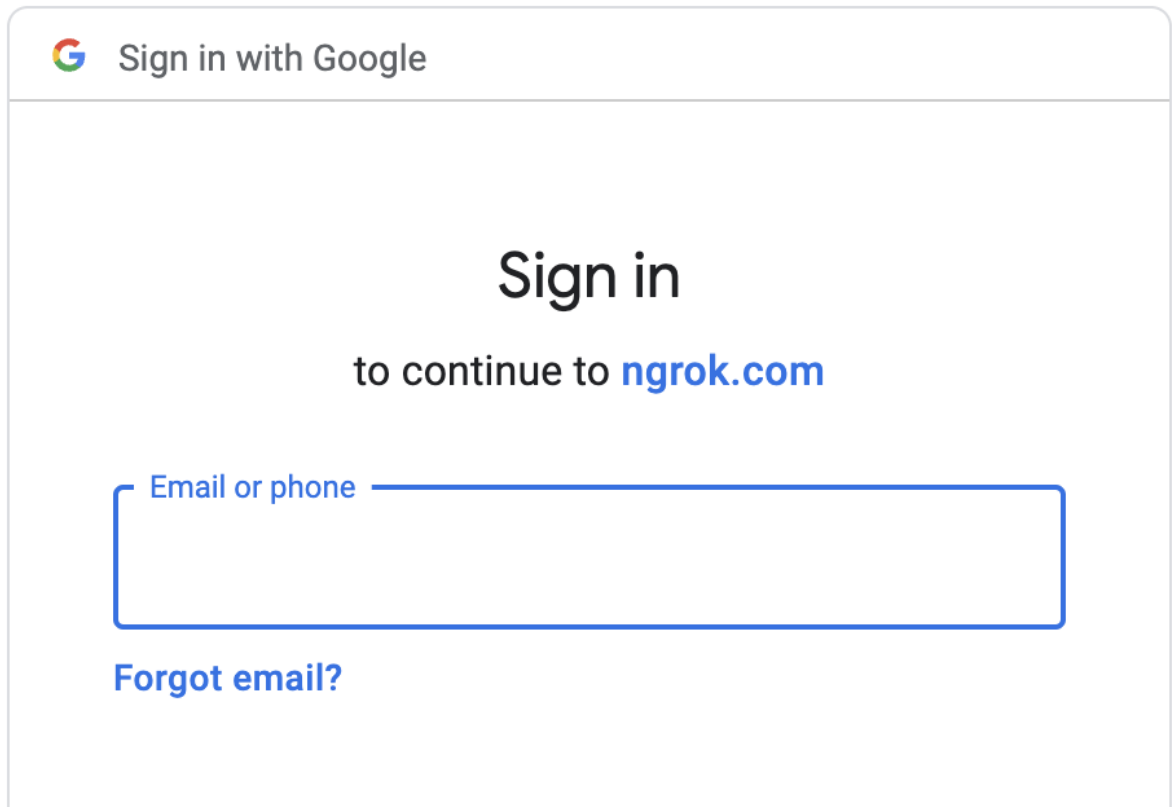 Sign in with Google
Sign in
to continue to ngrok.com
Email or phone
Forgot email?